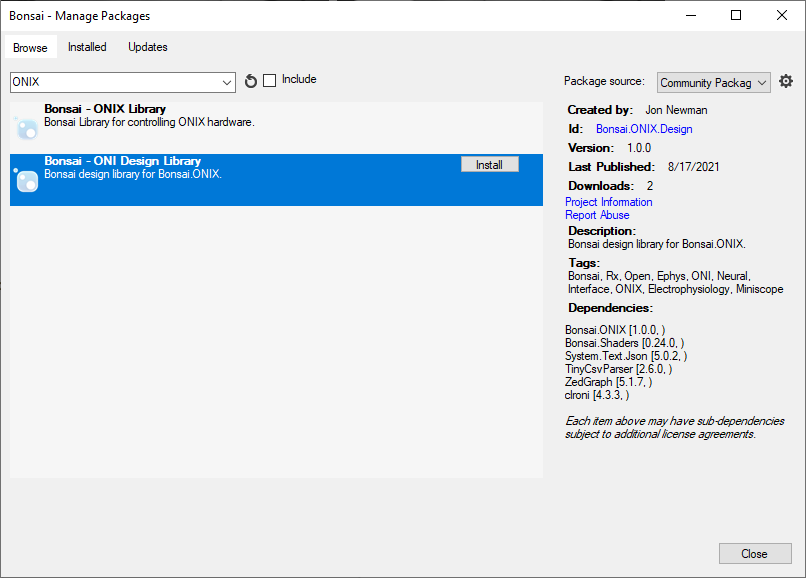 Bonsai - Manage Packages
Browse Installed Updates
ONIX
Include
Package source: Community Packag
Bonsai - ONIX Library
Bonsai Library for controlling ONIX hardware.
Bonsai - ONI Design Library
Bonsai design library for Bonsai.ONIX.
Install
Created by: Jon Newman
Id: Bonsai.ONIX.Design
Version: 1.0.0
Last Published: 8/17/2021
Downloads: 2
Project Information
Report Abuse
Description:
Bonsai design library for Bonsai.ONIX.
Tags:
Bonsai, Rx, Open, Ephys, ONI, Neural,
Interface, ONIX, Electrophysiology, Miniscope
Dependencies:
Bonsai.ONIX [1.0.0, )
Bonsai.Shaders [0.24.0, )
System.Text.Json [5.0.2, )
TinyCsvParser [2.6.0, )
ZedGraph [5.1.7, )
clroni [4.3.3, )
Each item above may have sub-dependencies
subject to additional license agreements.
Close